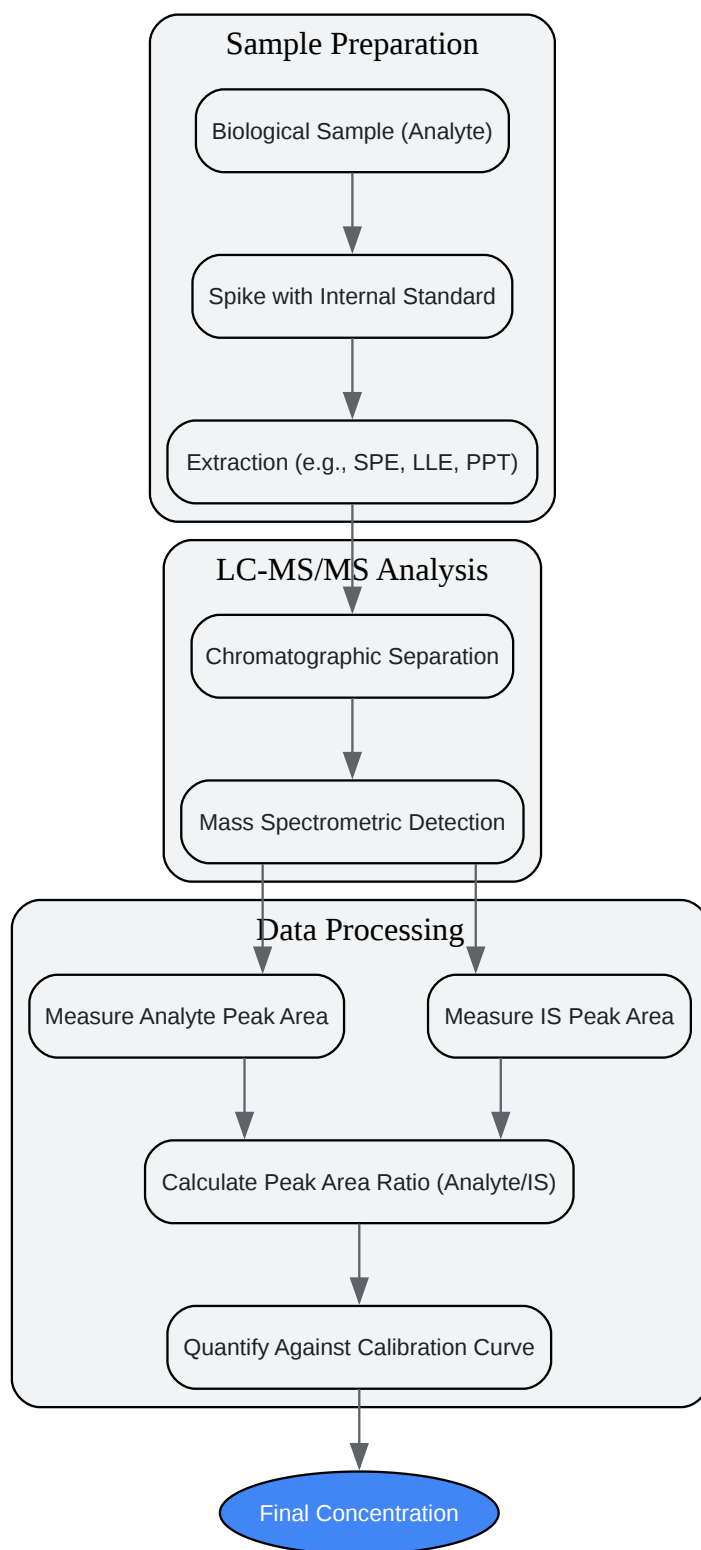 Sample Preparation
Biological Sample (Analyte)
Spike with Internal Standard
Extraction (e.g., SPE, LLE, PPT)
LC-MS/MS Analysis
Chromatographic Separation
Mass Spectrometric Detection
Data Processing
Measure Analyte Peak Area
Measure IS Peak Area
Calculate Peak Area Ratio (Analyte/IS)
Quantify Against Calibration Curve
Final Concentration